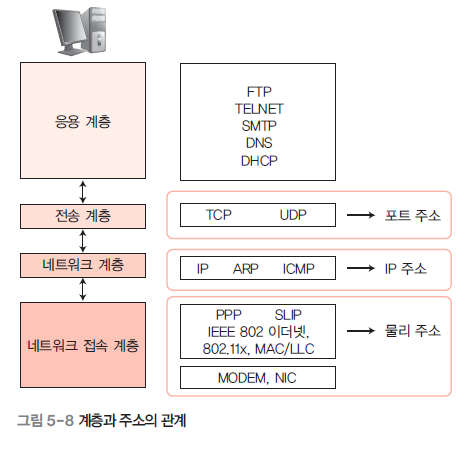 응용 계층
FTP
TELNET
SMTP
DNS
DHCP
전송 계층
TCP UDP
포트 주소
네트워크 계층
IP ARP ICMP
IP 주소
네트워크 접속 계층
PPP SLIP
IEEE 802 이더넷,
802.11x, MAC/LLC
물리 주소
MODEM, NIC
그림 5-8 계층과 주소의 관계